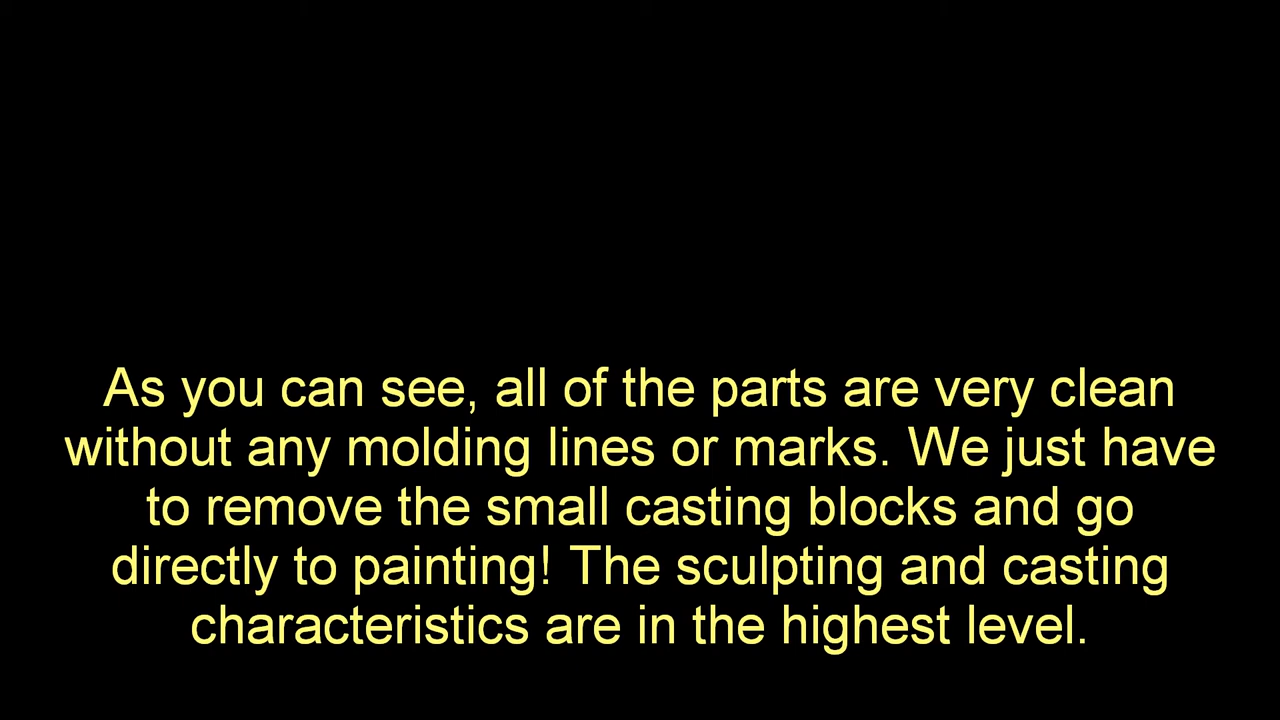 As you can see, all of the parts are very clean
without any molding lines or marks. We just have
to remove the small casting blocks and go
directly to painting! The sculpting and casting
characteristics are in the highest level.